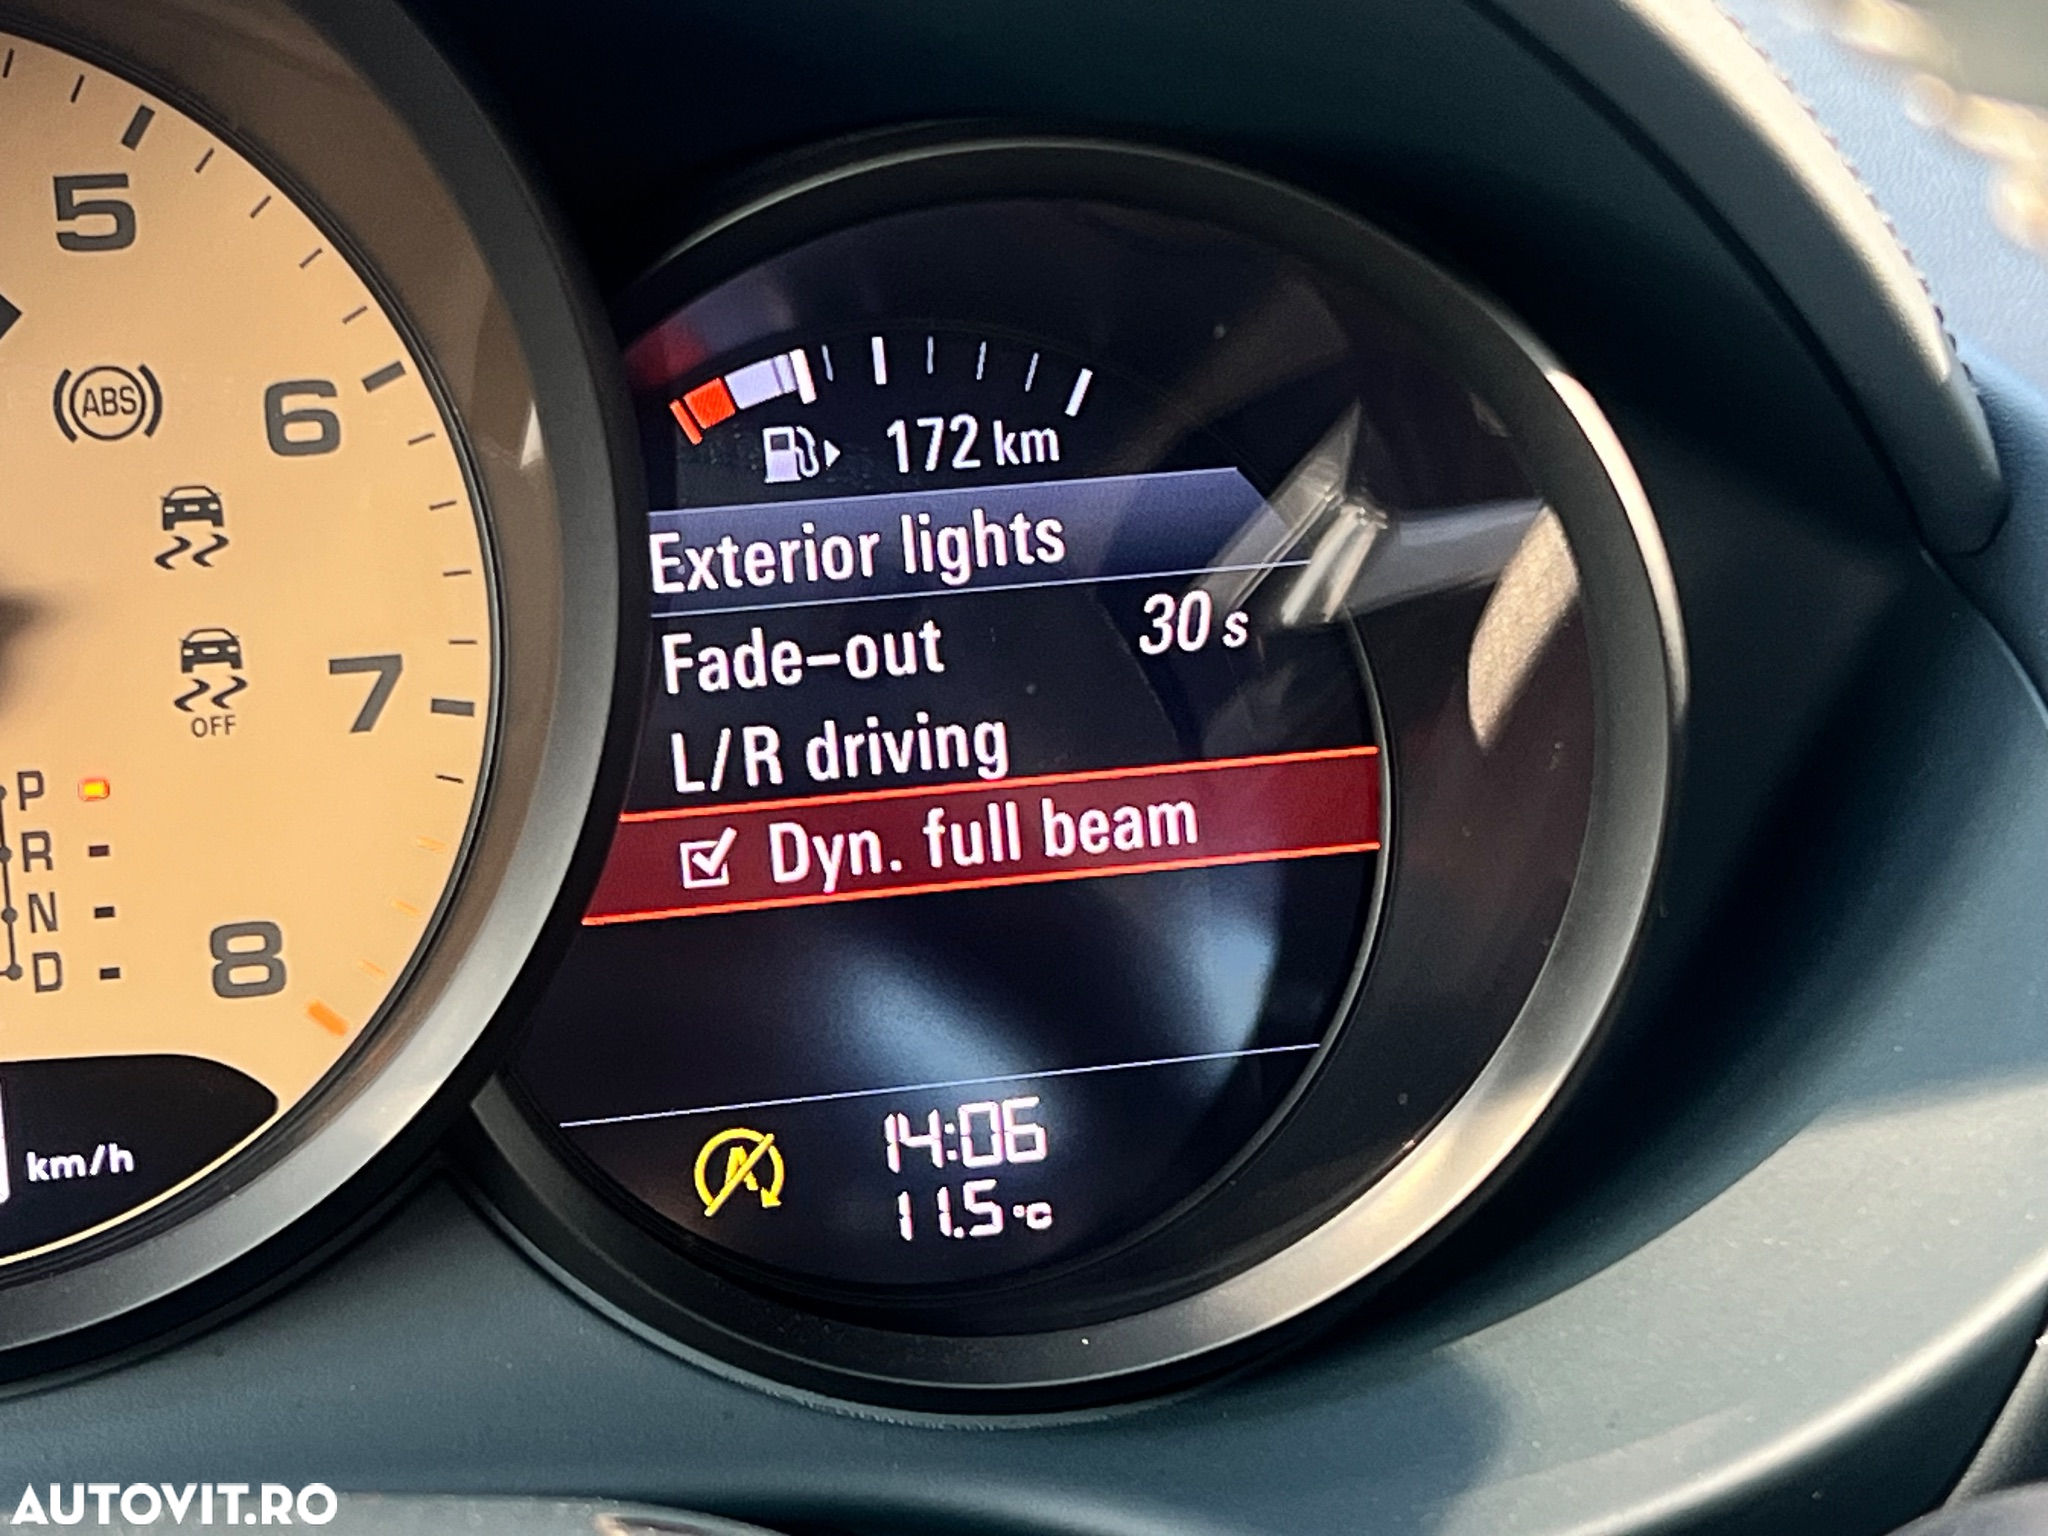 5
6
7
8
ABS
OFF
P
R
N
D
km/h
172 km
Exterior lights
Fade-out 30 s
L/R driving
Dyn. full beam
A
14:06
11.5 °C
AUTOVIT.RO